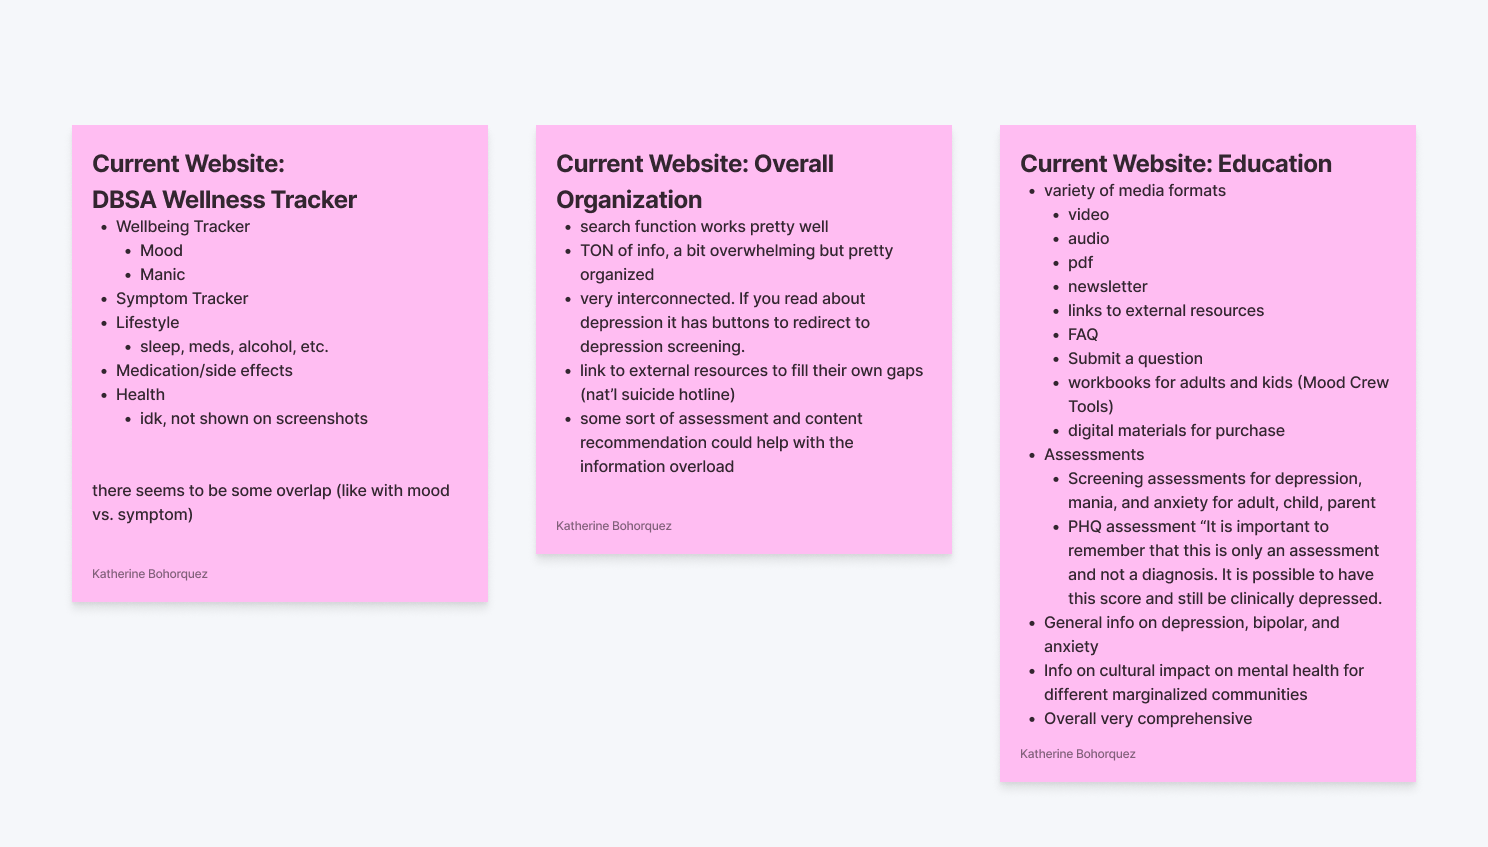 Current Website:
DBSA Wellness Tracker
• Wellbeing Tracker
• Mood
• Manic
• Symptom Tracker
• Lifestyle
• sleep, meds, alcohol, etc.
• Medication/side effects
• Health
• idk, not shown on screenshots
there seems to be some overlap (like with mood
vs. symptom)
Katherine Bohorquez
Current Website: Overall
Organization
• search function works pretty well
• TON of info, a bit overwhelming but pretty
organized
• very interconnected. If you read about
depression it has buttons to redirect to
depression screening.
• link to external resources to fill their own gaps
(nat’l suicide hotline)
• some sort of assessment and content
recommendation could help with the
information overload
Katherine Bohorquez
Current Website: Education
• variety of media formats
• video
• audio
• pdf
• newsletter
• links to external resources
• FAQ
• Submit a question
• workbooks for adults and kids (Mood Crew
Tools)
• digital materials for purchase
• Assessments
• Screening assessments for depression,
mania, and anxiety for adult, child, parent
• PHQ assessment “It is important to
remember that this is only an assessment
and not a diagnosis. It is possible to have
this score and still be clinically depressed.
• General info on depression, bipolar, and
anxiety
• Info on cultural impact on mental health for
different marginalized communities
• Overall very comprehensive
Katherine Bohorquez